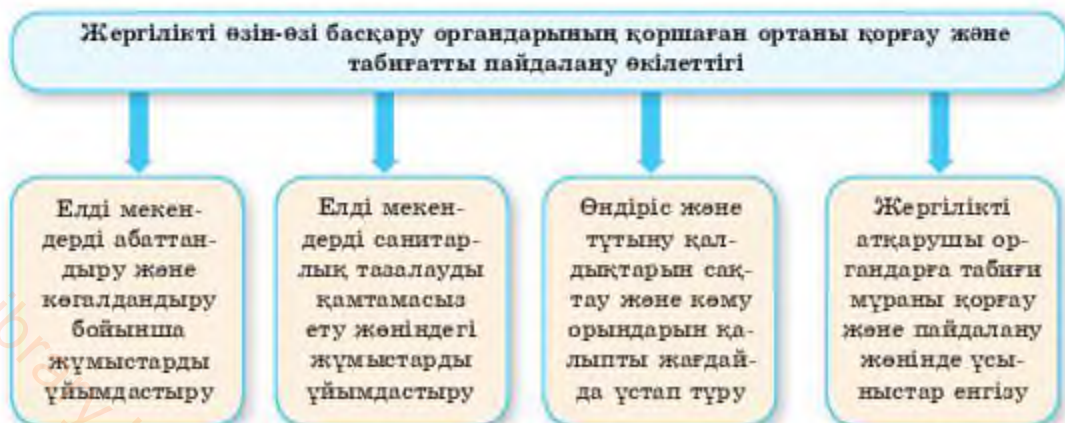 Жергілікті өзін-өзі басқару органдарының қоршаған ортаны қорғау және
табиғатты пайдалану өкілеттігі
Елді мекен-
дерді абаттан-
дыру және
көгалдандыру
бойынша
жұмыстарды
ұйымдастыру
Елді мекен-
дерді санитар-
лық тазалауды
қамтамасыз
ету жөніндегі
жұмыстарды
ұйымдастыру
Өндіріс және
тұтыну қал-
дықтарын сақ-
тау және көму
орындарын қа-
лыпты жағдай-
да ұстап тұру
Жергілікті
атқарушы ор-
гандарға табиғи
мұраны қорғау
және пайдалану
жөнінде ұсы-
ныстар енгізу